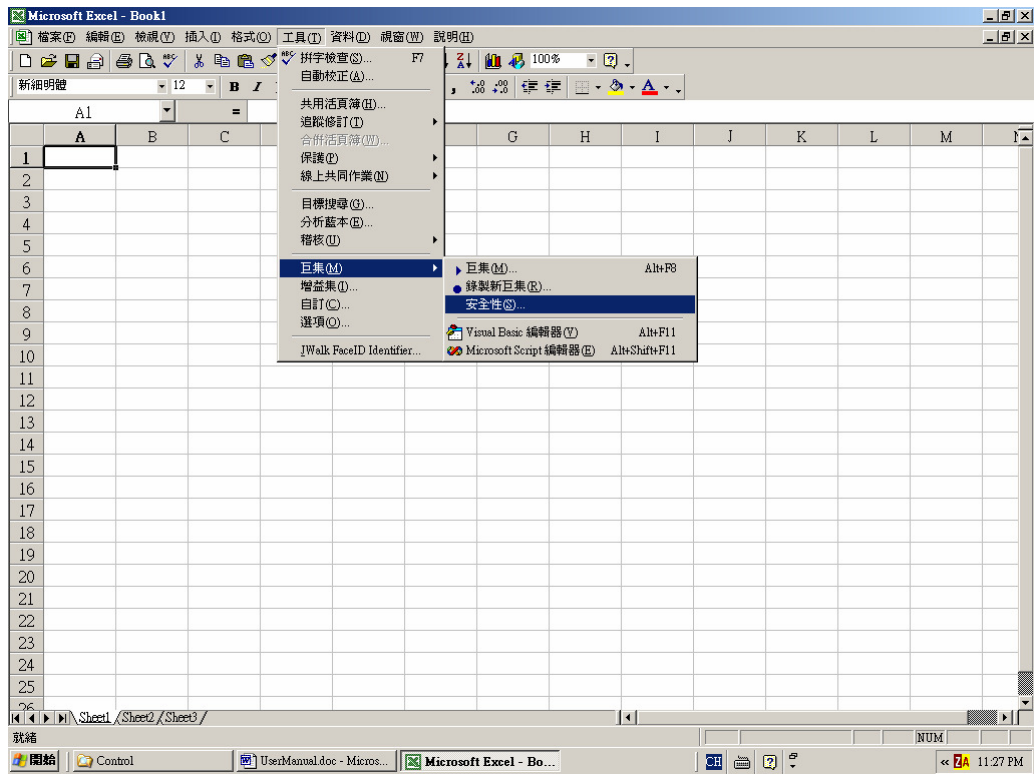 Microsoft Excel - Book1
檔案(F) 編輯(E) 檢視(V) 插入(I) 格式(O) 工具(T) 資料(D) 視窗(W) 說明(H)
100%
新細明體 12 B I
A1 =
A B C G H I J K L M N
拼字檢查(S)... F7
自動校正(A)...
共用活頁簿(H)...
追蹤修訂(T)
合併活頁簿(W)...
保護(P)
線上共同作業(N)
目標搜尋(G)...
分析藍本(E)...
稽核(U)
巨集(M)
增益集(I)...
自訂(C)...
選項(O)...
JWalk FaceID Identifier...
巨集(M)... Alt+F8
錄製新巨集(R)...
安全性(S)...
Visual Basic 編輯器(V) Alt+F11
Microsoft Script 編輯器(E) Alt+Shift+F11
1
2
3
4
5
6
7
8
9
10
11
12
13
14
15
16
17
18
19
20
21
22
23
24
25
26
Sheet1 Sheet2 Sheet3
就緒 NUM
開始 Control UserManual.doc - Micros... Microsoft Excel - Bo... CH « ZA 11:27 PM